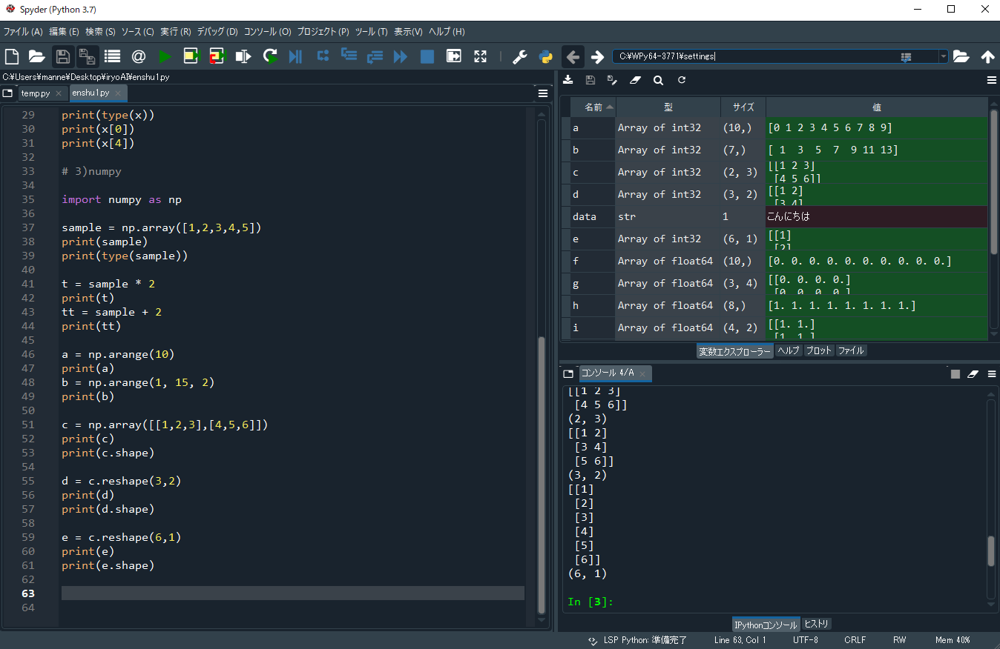 Spyder (Python 3.7)
ファイル (A) 編集 (E) 検索 (S) ソース (C) 実行 (R) デバッグ (D) コンソール (O) プロジェクト (P) ツール (T) 表示(V) ヘルプ (H)
C:¥WPy64-3771¥settings
C:¥Users¥manne¥Desktop¥iryoAI¥enshu1.py
temp.py
enshu1.py
29 print(type(x))
30 print(x[0])
31 print(x[4])
32
33 # 3)numpy
34
35 import numpy as np
36
37 sample = np.array([1,2,3,4,5])
38 print(sample)
39 print(type(sample))
40
41 t = sample * 2
42 print(t)
43 tt = sample + 2
44 print(tt)
45
46 a = np.arange(10)
47 print(a)
48 b = np.arange(1, 15, 2)
49 print(b)
50
51 c = np.array([[1,2,3],[4,5,6]])
52 print(c)
53 print(c.shape)
54
55 d = c.reshape(3,2)
56 print(d)
57 print(d.shape)
58
59 e = c.reshape(6,1)
60 print(e)
61 print(e.shape)
62
63
64
名前 型 サイズ 値
a Array of int32 (10,) [0 1 2 3 4 5 6 7 8 9]
b Array of int32 (7,) [ 1 3 5 7 9 11 13]
c Array of int32 (2, 3) [[1 2 3]
[4 5 6]]
d Array of int32 (3, 2) [[1 2]
[3 4]
data str 1 こんにちは
e Array of int32 (6, 1) [[1]
[2]
f Array of float64 (10,) [0. 0. 0. 0. 0. 0. 0. 0. 0. 0.]
g Array of float64 (3, 4) [[0. 0. 0. 0.]
[0. 0. 0. 0.]
h Array of float64 (8,) [1. 1. 1. 1. 1. 1. 1. 1.]
i Array of float64 (4, 2) [[1. 1.]
[1. 1.]
変数エクスプローラー ヘルプ プロット ファイル
コンソール 4/A
[[1 2 3]
[4 5 6]]
(2, 3)
[[1 2]
[3 4]
[5 6]]
(3, 2)
[[1]
[2]
[3]
[4]
[5]
[6]]
(6, 1)
In [3]:
IPythonコンソール ヒストリ
LSP Python: 準備完了 Line 63, Col 1 UTF-8 CRLF RW Mem 40%